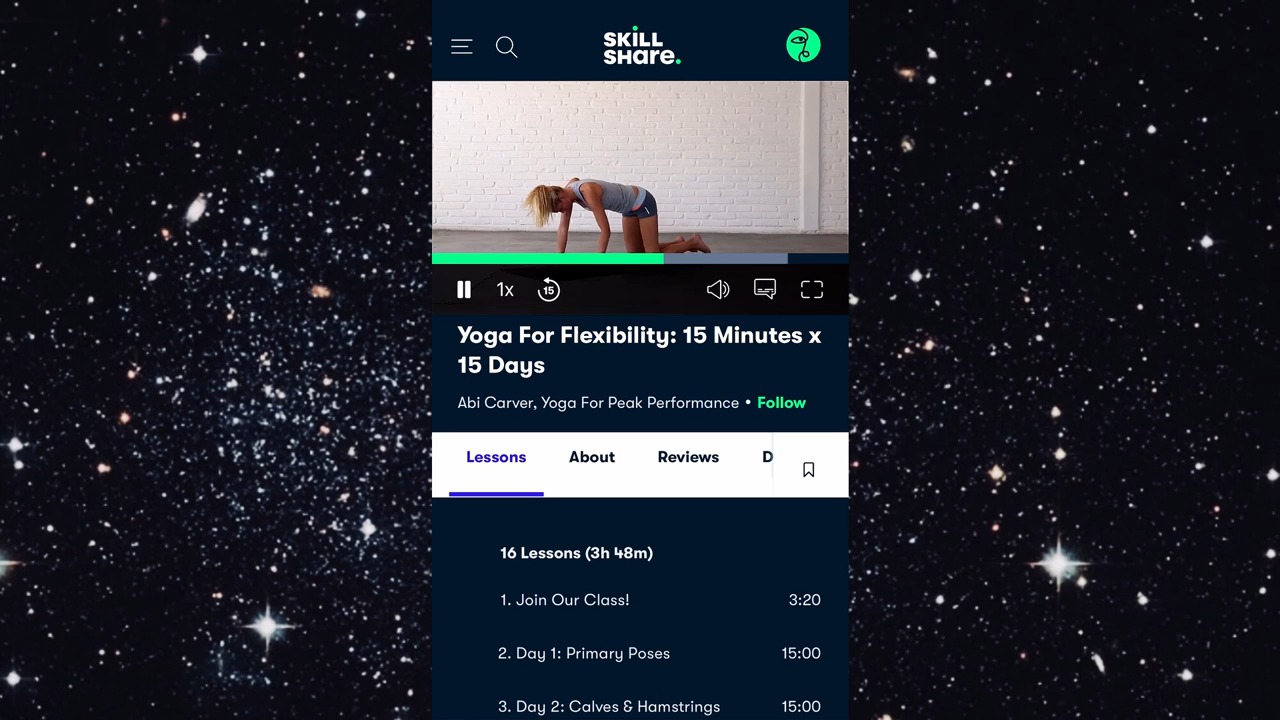 SKILL
SHare.
1x
15
Yoga For Flexibility: 15 Minutes x
15 Days
Abi Carver, Yoga For Peak Performance • Follow
Lessons About Reviews D
16 Lessons (3h 48m)
1. Join Our Class! 3:20
2. Day 1: Primary Poses 15:00
3. Day 2: Calves & Hamstrings 15:00